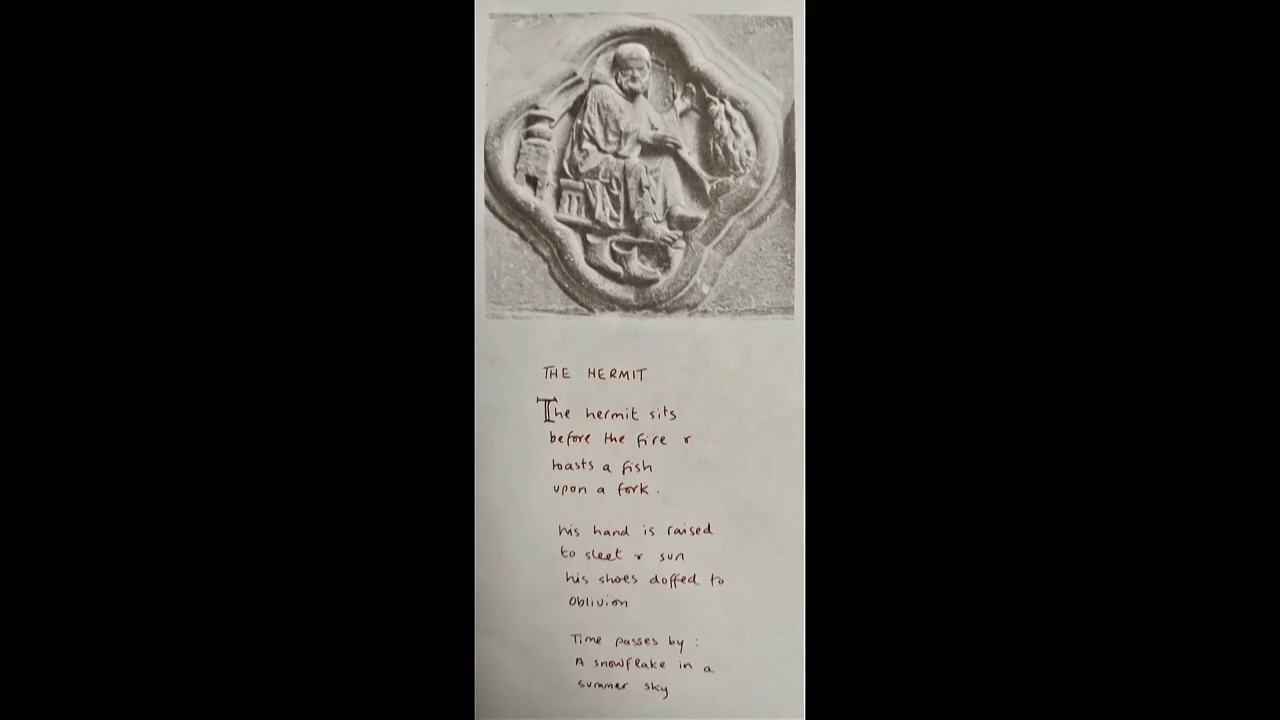 THE HERMIT
The hermit sits
before the fire &
toasts a fish
upon a fork.
his hand is raised
to sleet & sun
his shoes doffed to
oblivion
Time passes by:
A snowflake in a
summer sky